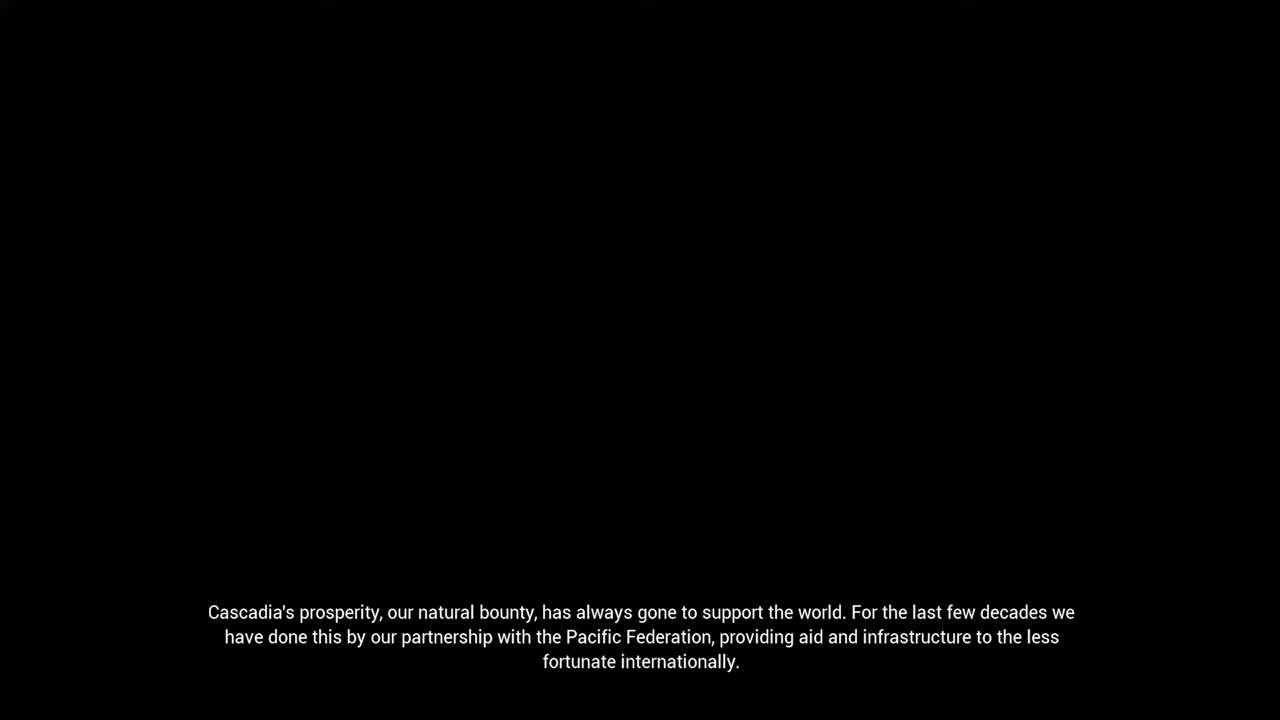 Cascadia's prosperity, our natural bounty, has always gone to support the world. For the last few decades we
have done this by our partnership with the Pacific Federation, providing aid and infrastructure to the less
fortunate internationally.